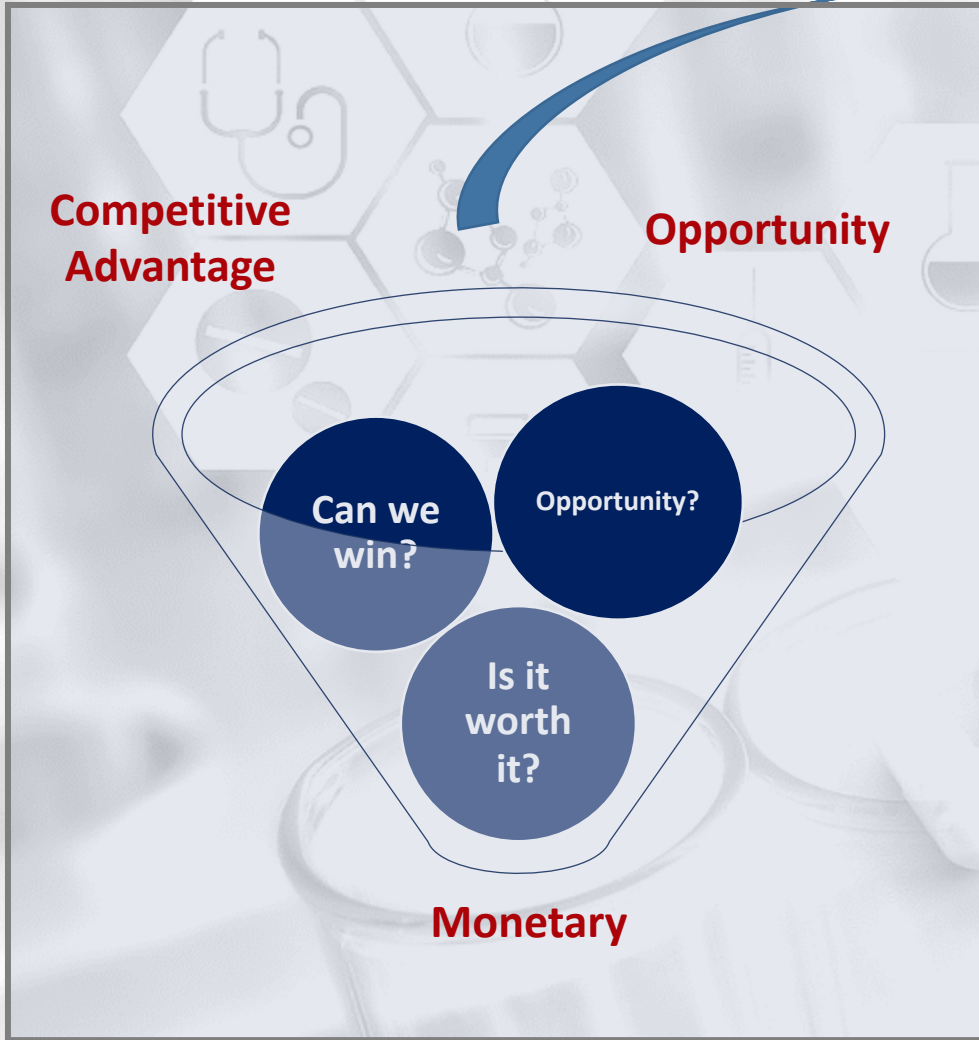 Competitive
Advantage
Opportunity
Can we
win?
Opportunity?
Is it
worth
it?
Monetary